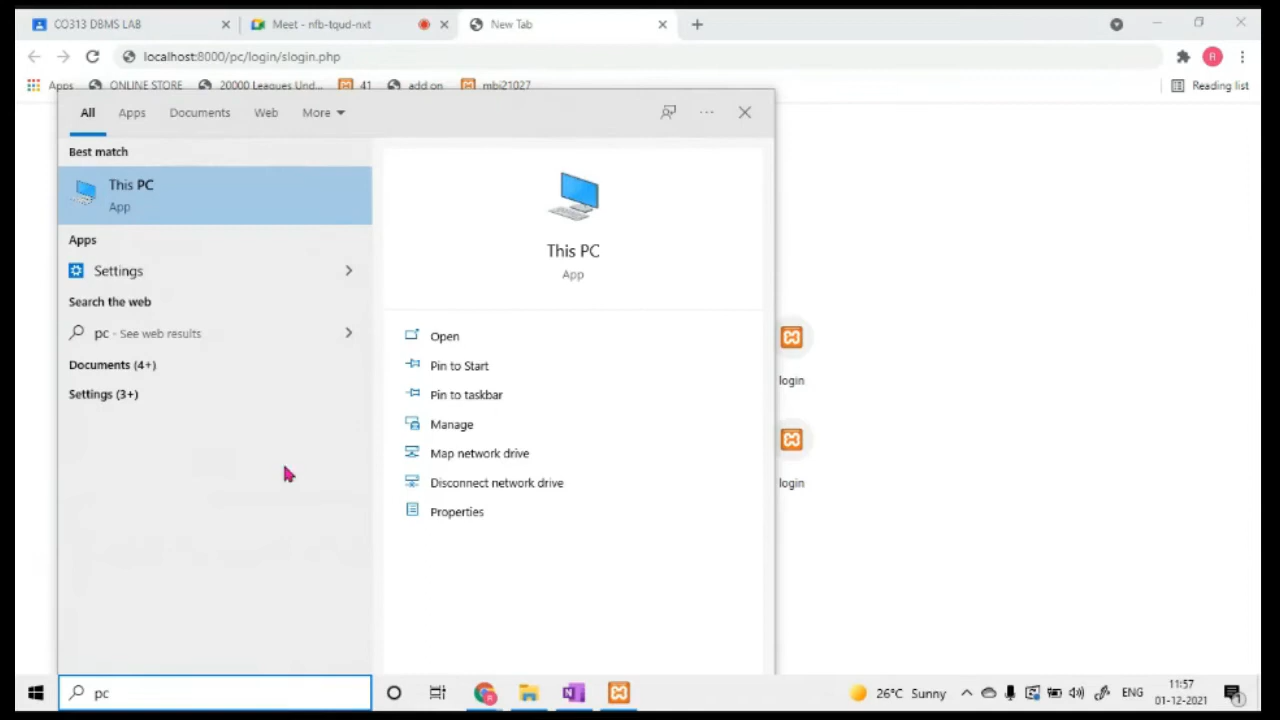 CO313 DBMS LAB
Meet - nfb-tqud-nxt
New Tab
localhost:8000/pc/login/slogin.php
R
Apps
ONLINE STORE
20000 Leagues Und...
41
add on
mbi21027
Reading list
All
Apps
Documents
Web
More
Best match
This PC
App
Apps
Settings
Search the web
pc - See web results
Documents (4+)
Settings (3+)
This PC
App
Open
Pin to Start
Pin to taskbar
Manage
Map network drive
Disconnect network drive
Properties
login
login
pc
26°C Sunny
ENG
11:57
01-12-2021
1